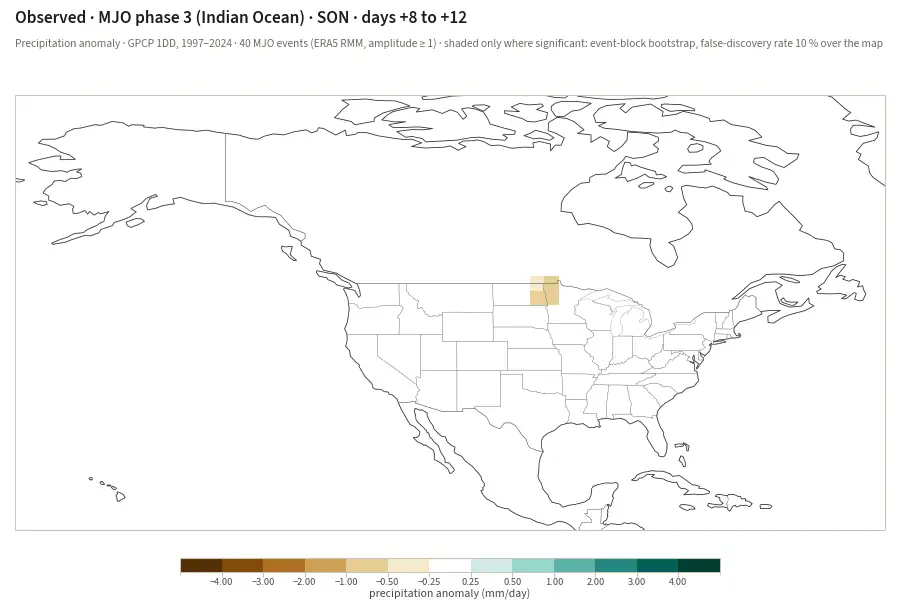 Observed · MJO phase 3 (Indian Ocean) · SON · days +8 to +12
Precipitation anomaly · GPCP 1DD, 1997–2024 · 40 MJO events (ERA5 RMM, amplitude ≥ 1) · shaded only where significant: event-block bootstrap, false-discovery rate 10 % over the map
−4.00 −3.00 −2.00 −1.00 −0.50 −0.25 0.25 0.50 1.00 2.00 3.00 4.00
precipitation anomaly (mm/day)